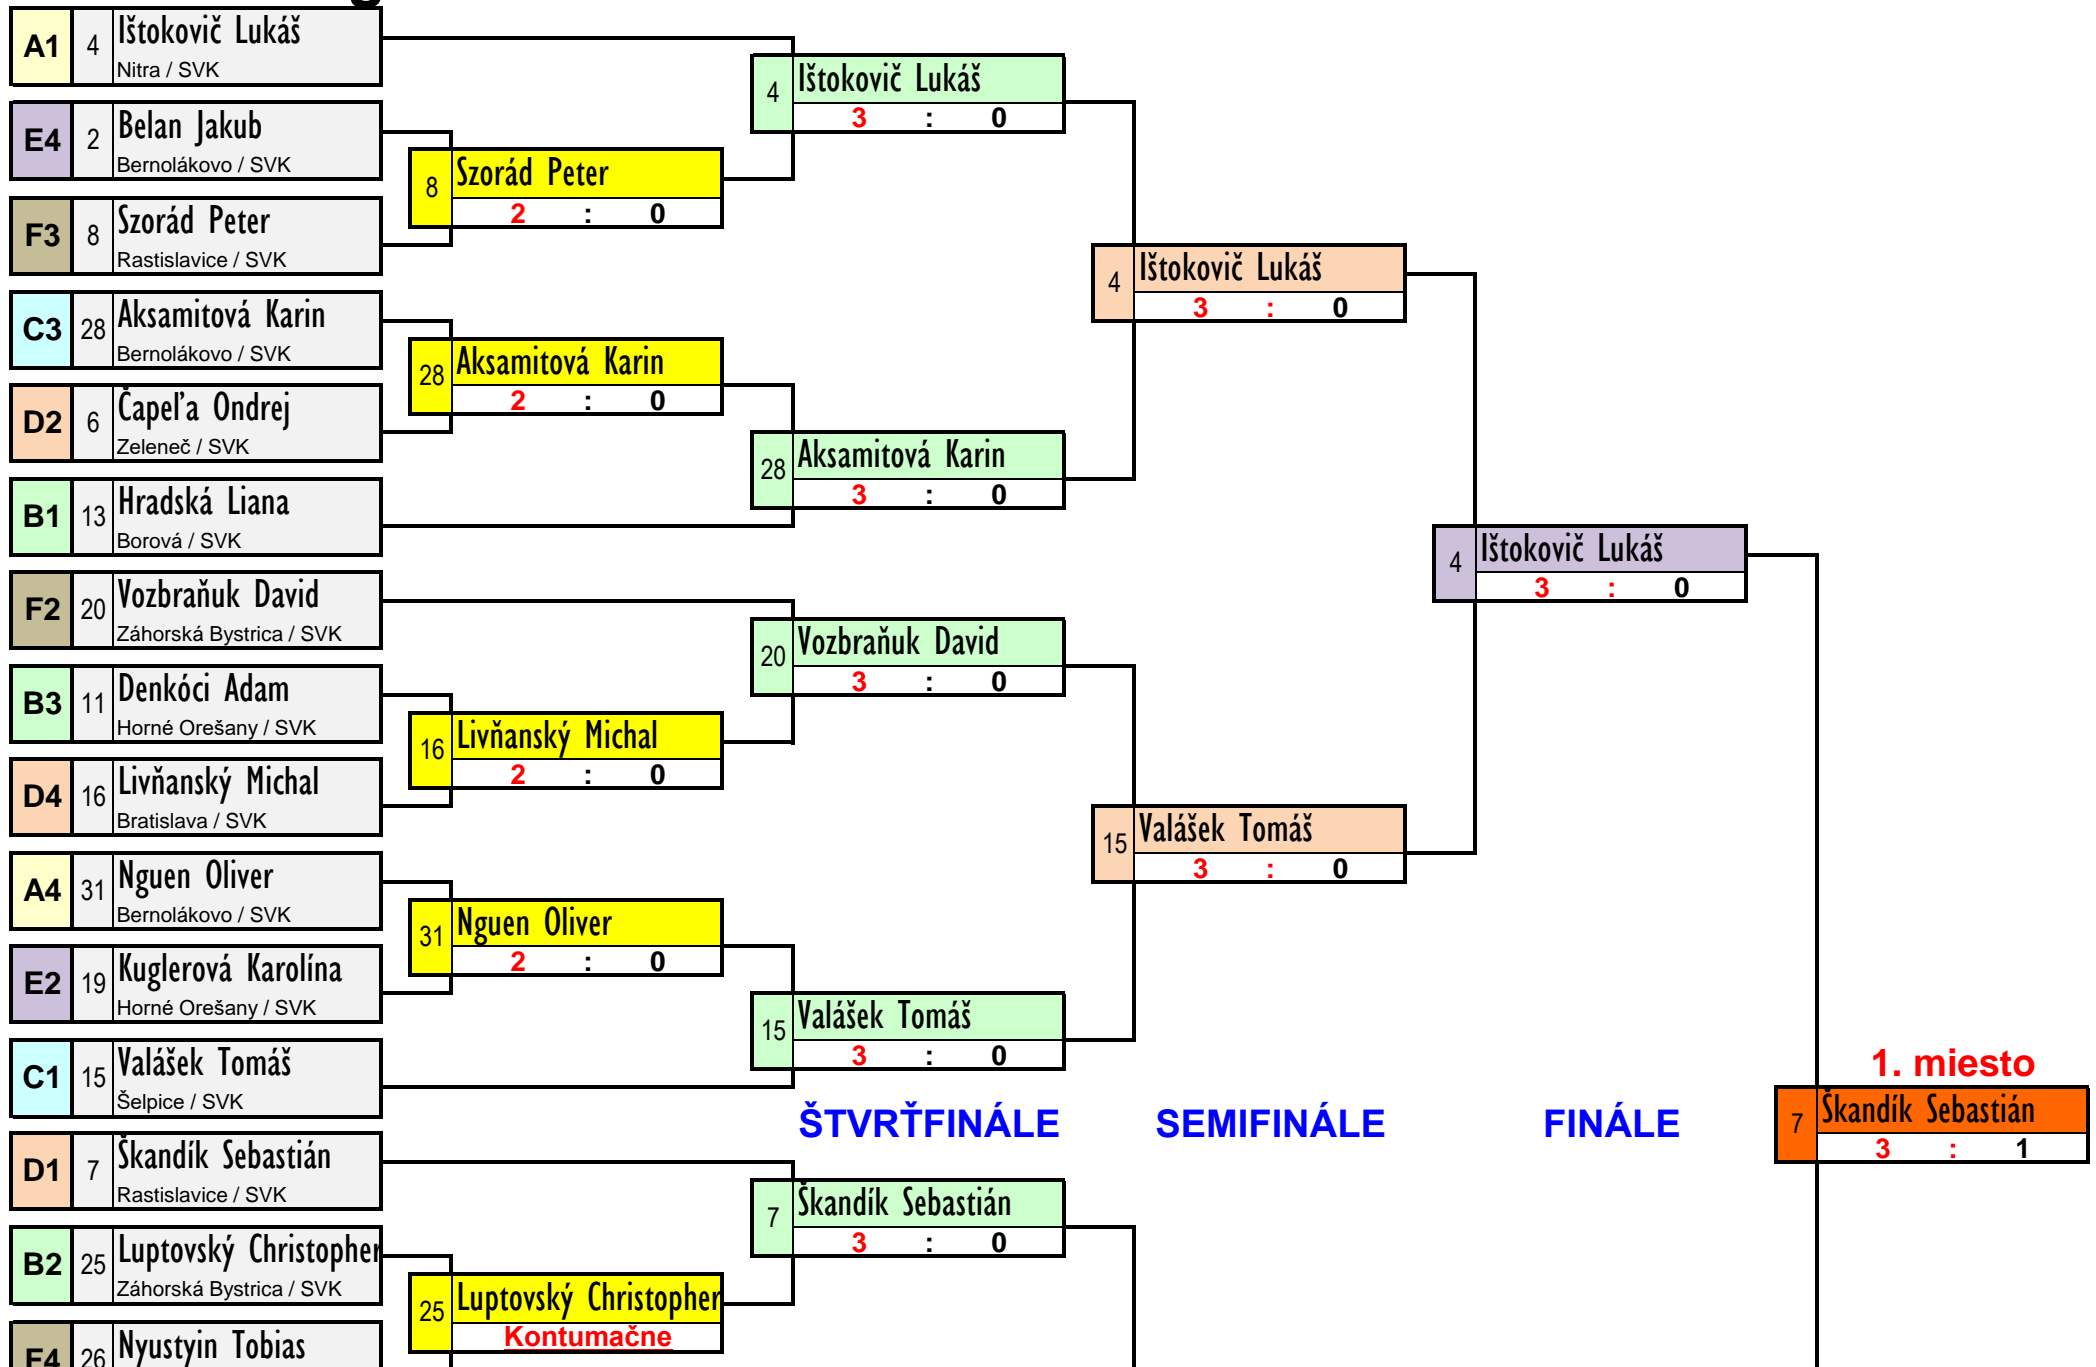 A1 4 Ištokovič Lukáš
Nitra / SVK
E4 2 Belan Jakub
Bernolákovo / SVK
F3 8 Szorád Peter
Rastislavice / SVK
C3 28 Aksamitová Karin
Bernolákovo / SVK
D2 6 Čapeľa Ondrej
Zeleneč / SVK
B1 13 Hradská Liana
Borová / SVK
F2 20 Vozbraňuk David
Záhorská Bystrica / SVK
B3 11 Denkóci Adam
Horné Orešany / SVK
D4 16 Livňanský Michal
Bratislava / SVK
A4 31 Nguen Oliver
Bernolákovo / SVK
E2 19 Kuglerová Karolína
Horné Orešany / SVK
C1 15 Valášek Tomáš
Šelpice / SVK
D1 7 Škandík Sebastián
Rastislavice / SVK
B2 25 Luptovský Christopher
Záhorská Bystrica / SVK
26 Nyustyin Tobias
8 Szorád Peter
2 : 0
28 Aksamitová Karin
2 : 0
16 Livňanský Michal
2 : 0
31 Nguen Oliver
2 : 0
25 Luptovský Christopher
Kontumačne
4 Ištokovič Lukáš
3 : 0
28 Aksamitová Karin
3 : 0
20 Vozbraňuk David
3 : 0
15 Valášek Tomáš
3 : 0
ŠTVRŤFINÁLE
7 Škandík Sebastián
3 : 0
4 Ištokovič Lukáš
3 : 0
15 Valášek Tomáš
3 : 0
SEMIFINÁLE
4 Ištokovič Lukáš
3 : 0
FINÁLE
1. miesto
7 Škandík Sebastián
3 : 1